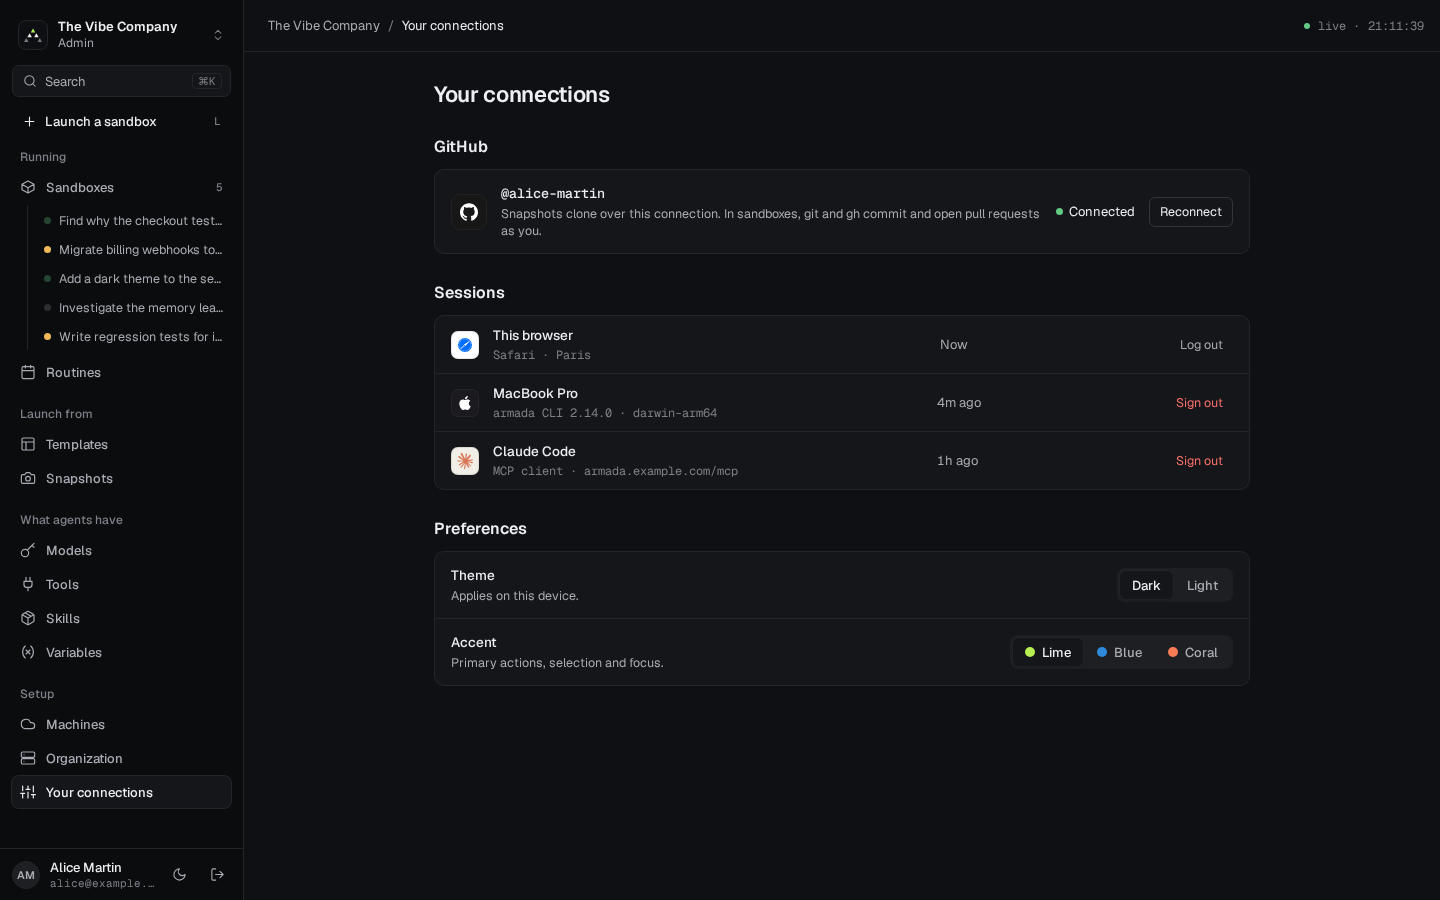 The Vibe Company
Admin
Search ⌘K
Launch a sandbox L
Running
Sandboxes 5
Find why the checkout test…
Migrate billing webhooks to…
Add a dark theme to the se…
Investigate the memory lea…
Write regression tests for i…
Routines
Launch from
Templates
Snapshots
What agents have
Models
Tools
Skills
Variables
Setup
Machines
Organization
Your connections
AM
Alice Martin
alice@example.…
The Vibe Company / Your connections
live · 21:11:39
Your connections
GitHub
@alice-martin
Snapshots clone over this connection. In sandboxes, git and gh commit and open pull requests
as you.
Connected
Reconnect
Sessions
This browser
Safari · Paris
Now
Log out
MacBook Pro
armada CLI 2.14.0 · darwin-arm64
4m ago
Sign out
Claude Code
MCP client · armada.example.com/mcp
1h ago
Sign out
Preferences
Theme
Applies on this device.
Dark Light
Accent
Primary actions, selection and focus.
Lime Blue Coral